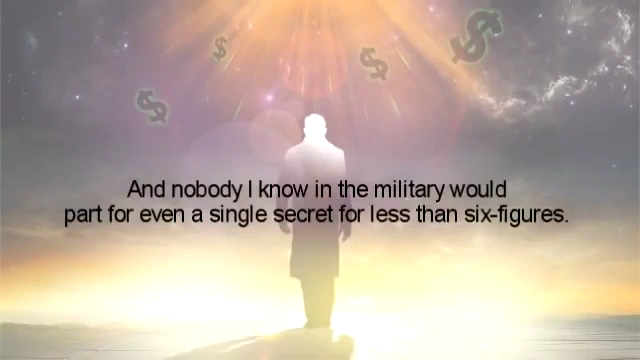 And nobody I know in the military would
part for even a single secret for less than six-figures.